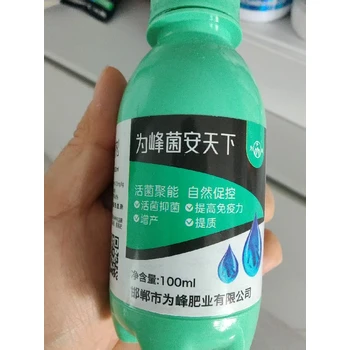 为峰菌安天下
活菌聚能 自然促控
✓活菌抑菌 ✓提高免疫力
✓增产 ✓提质
净含量:100ml
邯郸市为峰肥业有限公司